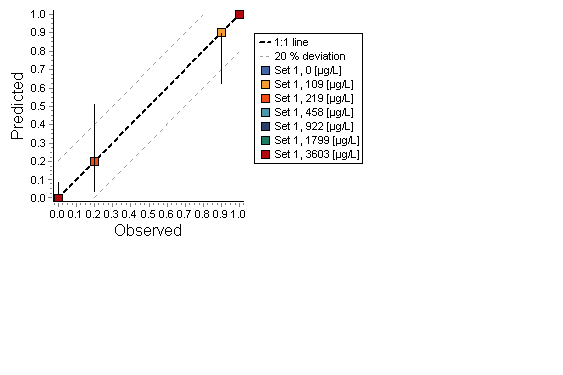 1.0
0.9
0.8
0.7
0.6
0.5
0.4
0.3
0.2
0.1
0.0
Predicted
0.0 0.1 0.2 0.3 0.4 0.5 0.6 0.7 0.8 0.9 1.0
Observed
1:1 line
20 % deviation
Set 1, 0 [µg/L]
Set 1, 109 [µg/L]
Set 1, 219 [µg/L]
Set 1, 458 [µg/L]
Set 1, 922 [µg/L]
Set 1, 1799 [µg/L]
Set 1, 3603 [µg/L]